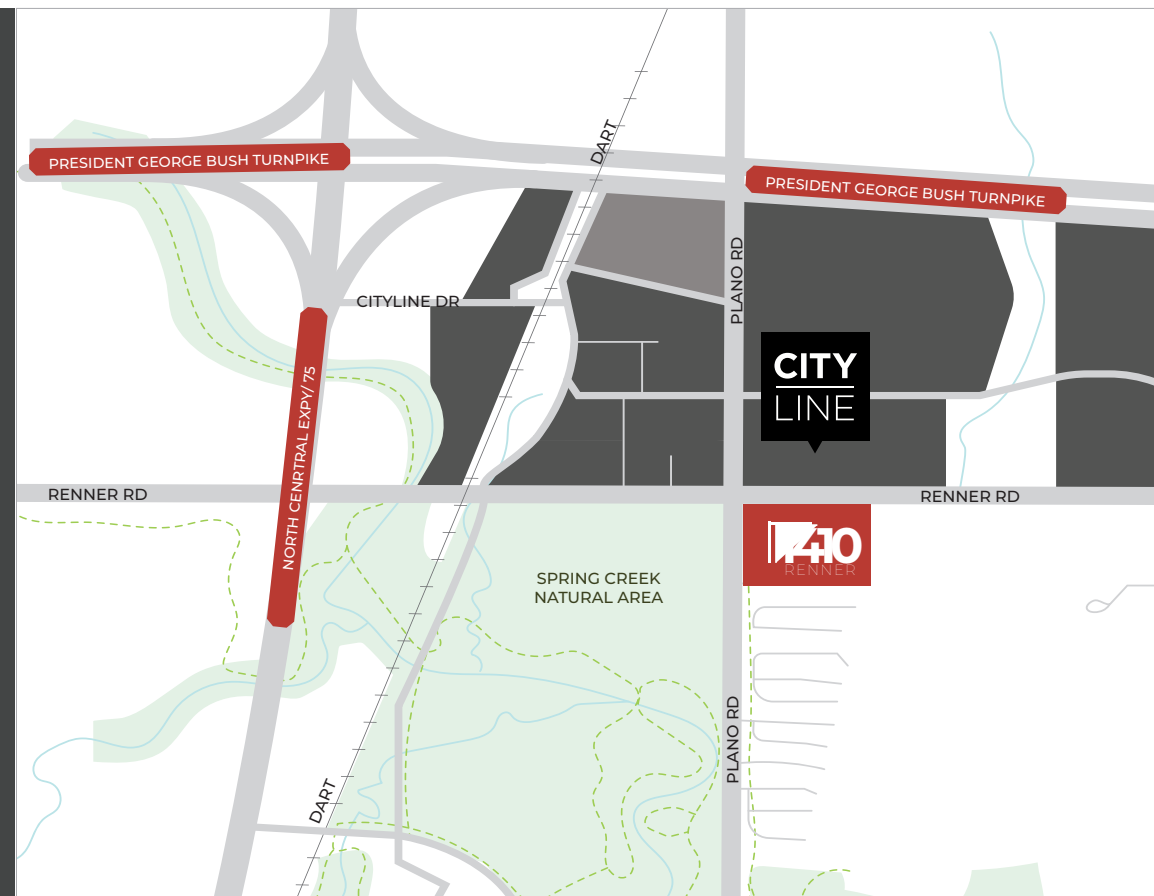 DART
PRESIDENT GEORGE BUSH TURNPIKE
PRESIDENT GEORGE BUSH TURNPIKE
PLANO RD
CITYLINE DR
CITY
LINE
NORTH CENRTRAL EXPY/ 75
RENNER RD
RENNER RD
1410
RENNER
SPRING CREEK
NATURAL AREA
PLANO RD
DART